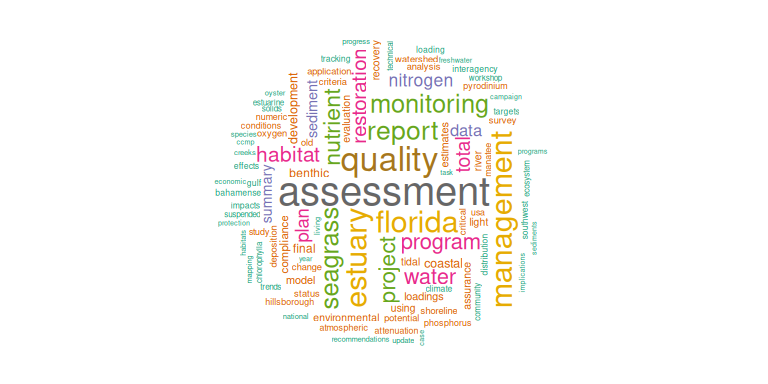 progress
tracking
technical
loading
recovery
watershed
freshwater
application
analysis
interagency
restoration
criteria
nitrogen
workshop
pyrodinium
oyster
development
sediment
estuarine
solids
nutrient
evaluation
monitoring
campaign
numeric
targets
conditions
report
data
survey
species
oxygen
old
estimates
total
ccmp
creeks
habitat
quality
river
manatee
management
programs
effects
benthic
task
ecosystem
economic
gulf
summary
assessment
bahamense
southwest
impacts
suspended
plan
living
seagrass
estuary
florida
critical
usa
light
protection
study
compliance
project
program
distribution
sediments
habitats
deposition
final
year
water
tidal
coastal
implications
mapping
chlorophylla
change
climate
assurance
community
trends
model
status
loadings
hillsborough
using
shoreline
national
environmental
potential
phosphorus
atmospheric
attenuation
recommendations
update
case